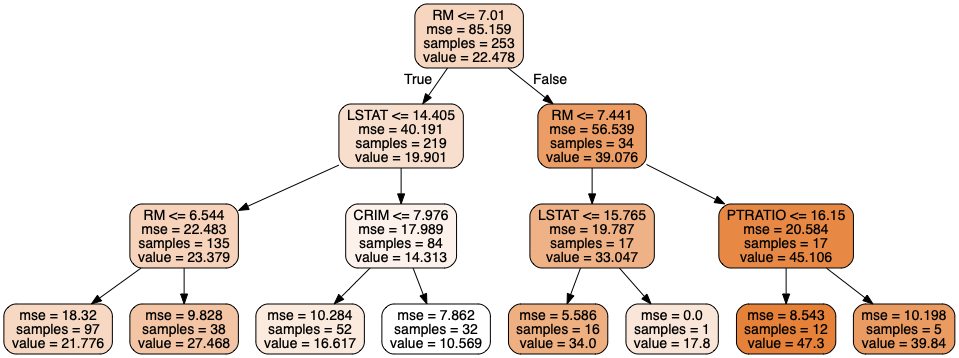 RM <= 7.01
mse = 85.159
samples = 253
value = 22.478
True
False
LSTAT <= 14.405
mse = 40.191
samples = 219
value = 19.901
RM <= 7.441
mse = 56.539
samples = 34
value = 39.076
RM <= 6.544
mse = 22.483
samples = 135
value = 23.379
CRIM <= 7.976
mse = 17.989
samples = 84
value = 14.313
LSTAT <= 15.765
mse = 19.787
samples = 17
value = 33.047
PTRATIO <= 16.15
mse = 20.584
samples = 17
value = 45.106
mse = 18.32
samples = 97
value = 21.776
mse = 9.828
samples = 38
value = 27.468
mse = 10.284
samples = 52
value = 16.617
mse = 7.862
samples = 32
value = 10.569
mse = 5.586
samples = 16
value = 34.0
mse = 0.0
samples = 1
value = 17.8
mse = 8.543
samples = 12
value = 47.3
mse = 10.198
samples = 5
value = 39.84